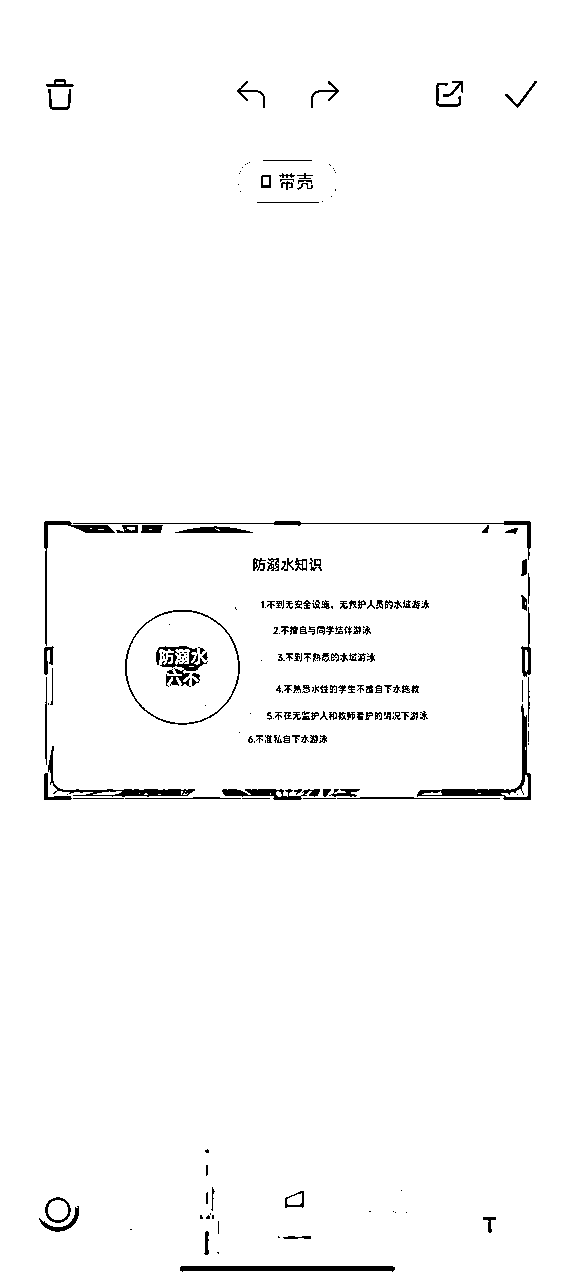 带壳
防溺水知识
防溺水
六不
1.不到无安全设施、无救护人员的水域游泳
2.不擅自与同学结伴游泳
3.不到不熟悉的水域游泳
4.不熟悉水性的学生不擅自下水施救
5.不在无监护人和教师看护的情况下游泳
6.不准私自下水游泳
T